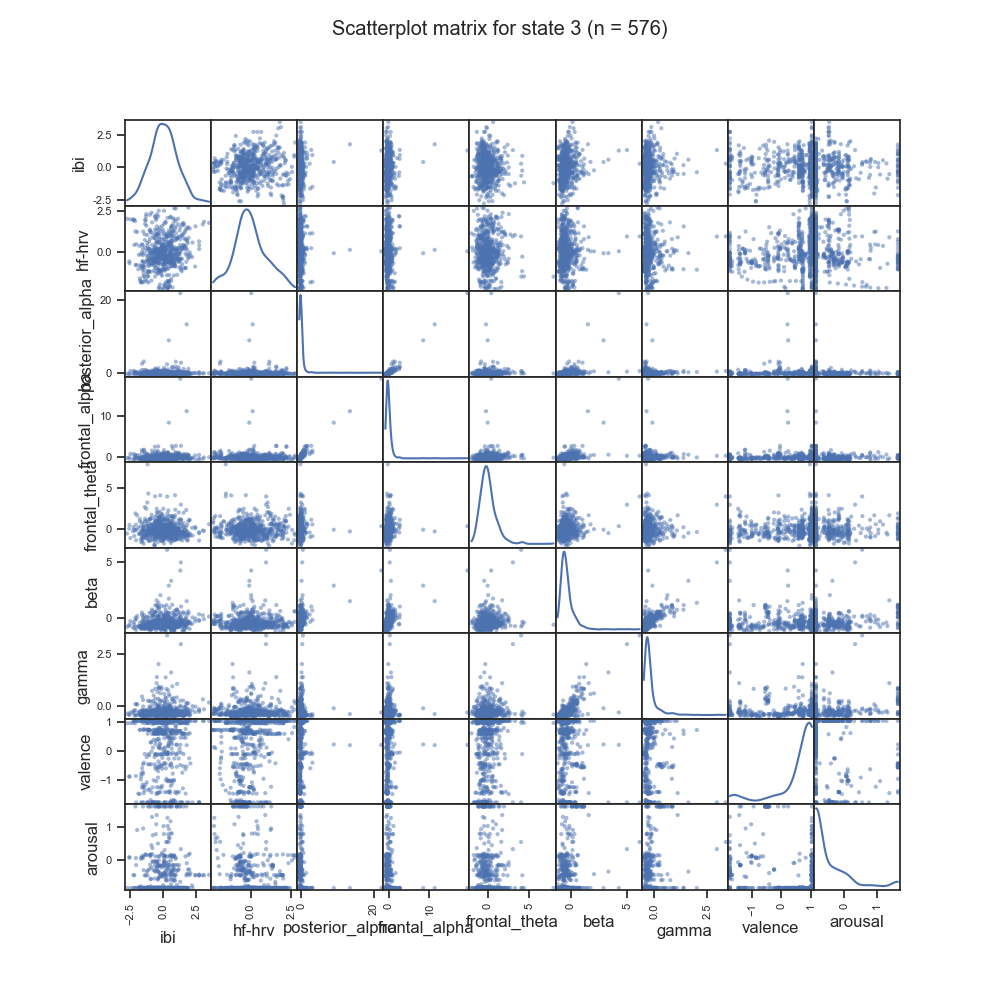 Scatterplot matrix for state 3 (n = 576)
ibi
2.5
0.0
−2.5
hf-hrv
2.5
0.0
posterior_alpha
20
0
frontal_alpha
10
0
frontal_theta
5
0
beta
5
0
gamma
2.5
0.0
valence
1
0
−1
arousal
1
0
−2.5 0.0 2.5 0.0 2.5 0 20 0 10 0 5 0 5 0.0 2.5 −1 0 1 0 1
ibi hf-hrv posterior_alpha frontal_alpha frontal_theta beta gamma valence arousal